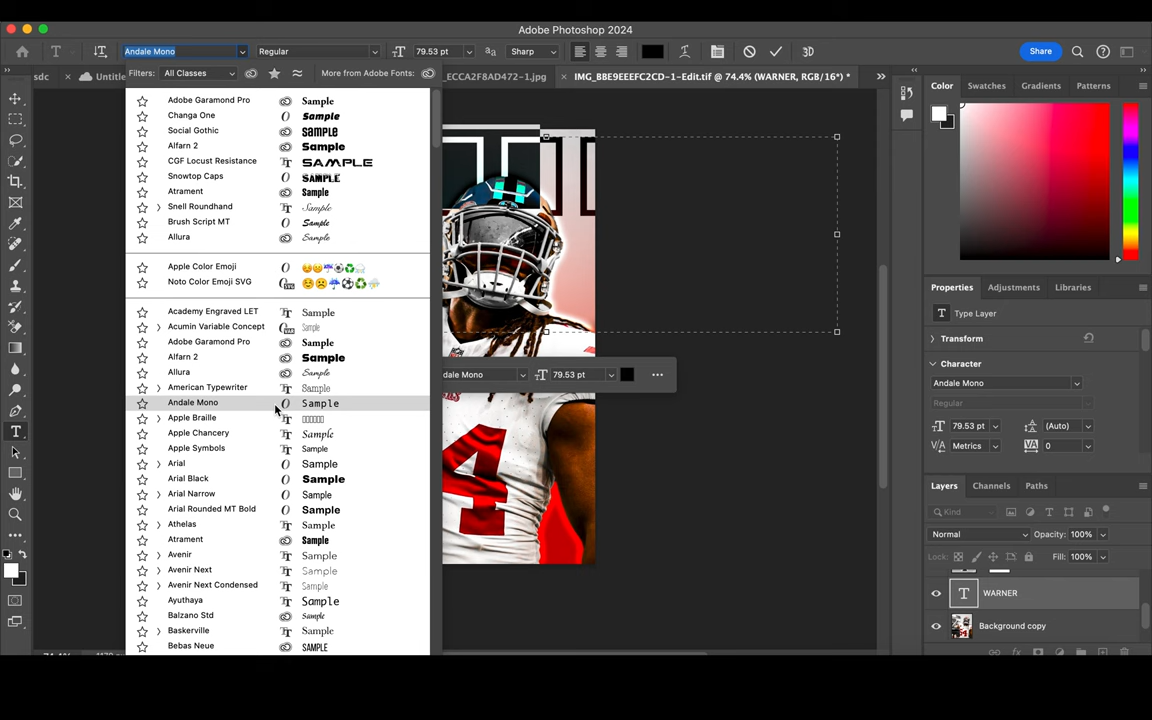 Adobe Photoshop 2024
Andale Mono Regular 79.53 pt Sharp 3D Share
Filters: All Classes More from Adobe Fonts:
sdc × Untitle _ECCA2F8AD472-1.jpg × IMG_BBE9EEEFC2CD-1-Edit.tif @ 74.4% (WARNER, RGB/16*) *
Adobe Garamond Pro Sample
Changa One Sample
Social Gothic SAMPLE
Alfarn 2 Sample
CGF Locust Resistance SAMPLE
Snowtop Caps SAMPLE
Atrament Sample
Snell Roundhand Sample
Brush Script MT Sample
Allura Sample
Apple Color Emoji
Noto Color Emoji SVG
Academy Engraved LET Sample
Acumin Variable Concept Sample
Adobe Garamond Pro Sample
Alfarn 2 Sample
Allura Sample
American Typewriter Sample
Andale Mono Sample
Apple Braille
Apple Chancery Sample
Apple Symbols Sample
Arial Sample
Arial Black Sample
Arial Narrow Sample
Arial Rounded MT Bold Sample
Athelas Sample
Atrament Sample
Avenir Sample
Avenir Next Sample
Avenir Next Condensed Sample
Ayuthaya Sample
Balzano Std Sample
Baskerville Sample
Bebas Neue SAMPLE
dale Mono 79.53 pt
4
Color Swatches Gradients Patterns
Properties Adjustments Libraries
T Type Layer
Transform
Character
Andale Mono
Regular
79.53 pt (Auto)
Metrics 0
Layers Channels Paths
Kind
Normal Opacity: 100%
Lock: Fill: 100%
T WARNER
Background copy